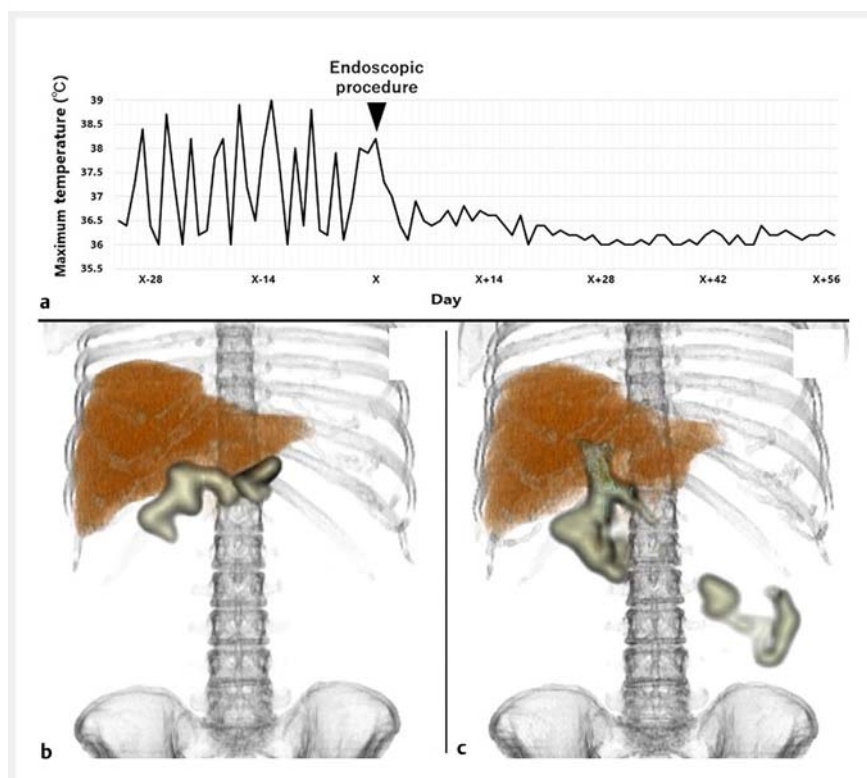 Endoscopic
procedure
Maximum temperature (°C)
39
38.5
38
37.5
37
36.5
36
35.5
X-28 X-14 X X+14 X+28 X+42 X+56
Day
a
b
c